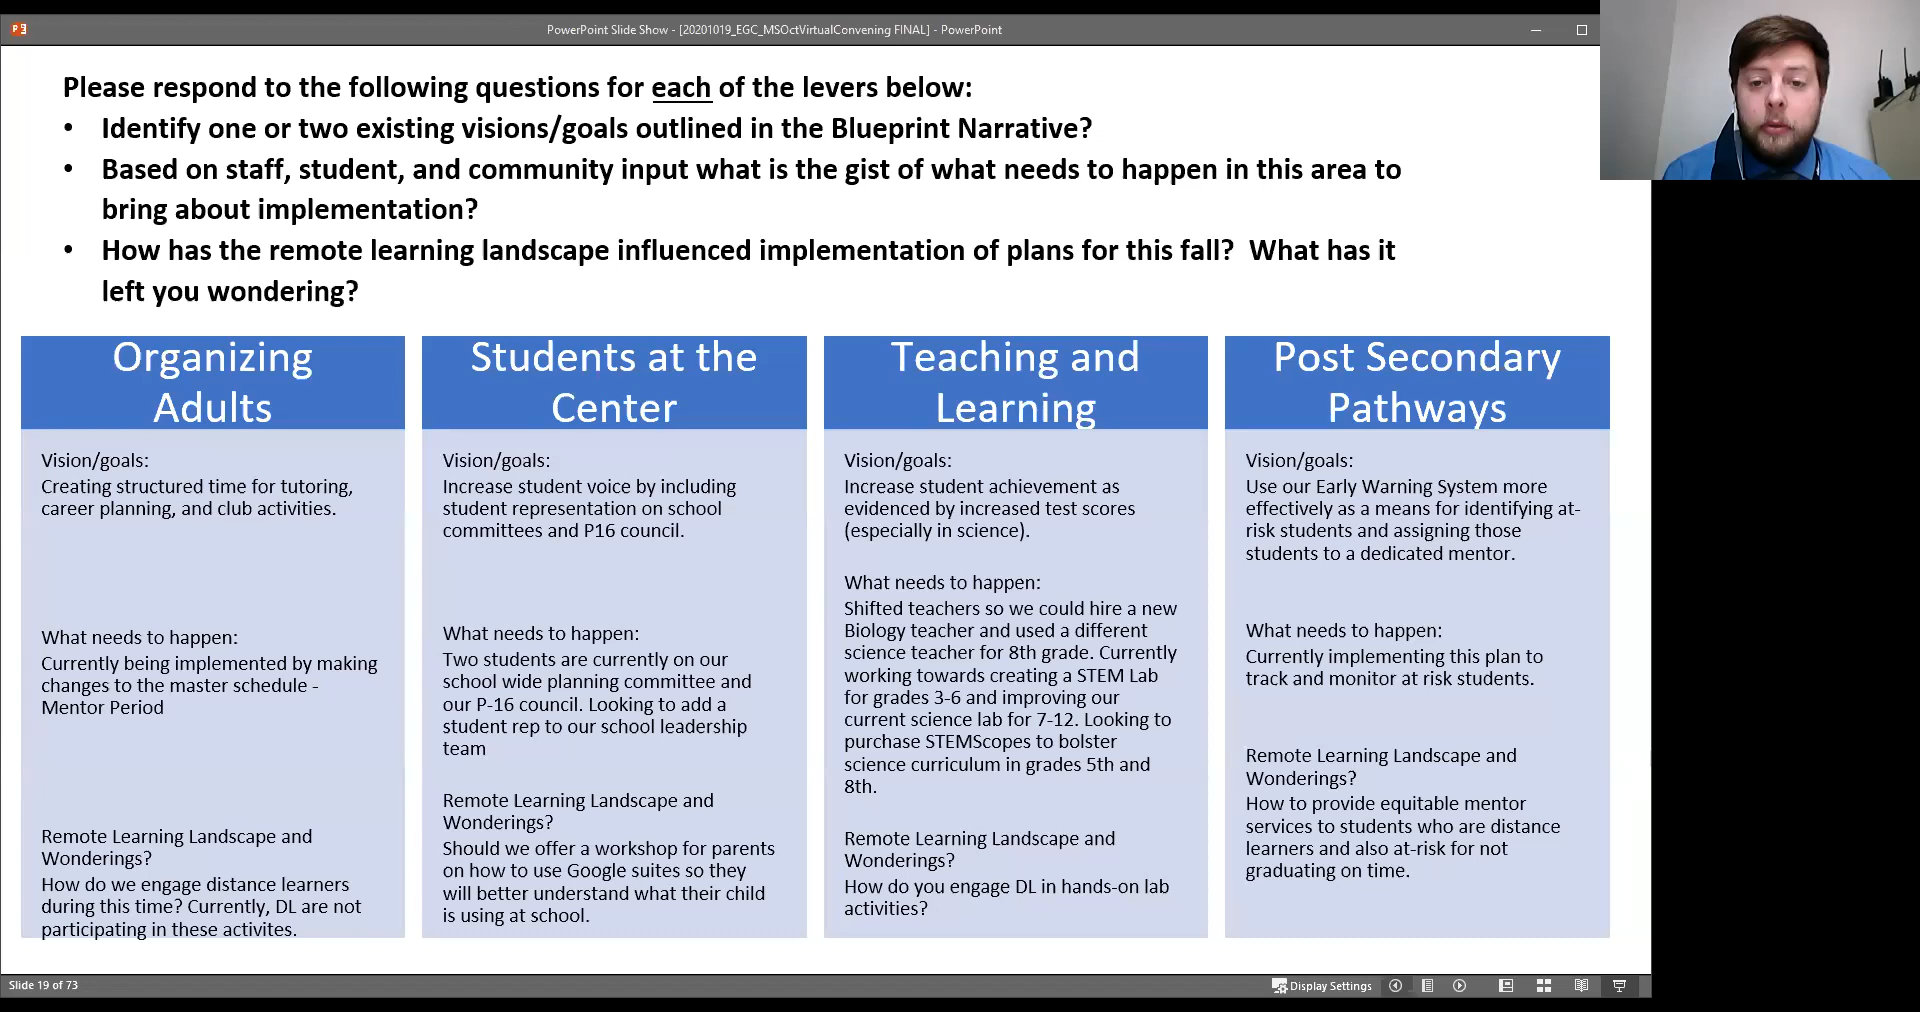 PowerPoint Slide Show - [20201019_EGC_MSOctVirtualConvening FINAL] - PowerPoint
Please respond to the following questions for each of the levers below:
• Identify one or two existing visions/goals outlined in the Blueprint Narrative?
• Based on staff, student, and community input what is the gist of what needs to happen in this area to
bring about implementation?
• How has the remote learning landscape influenced implementation of plans for this fall?  What has it
left you wondering?
Organizing
Adults
Vision/goals:
Creating structured time for tutoring,
career planning, and club activities.
What needs to happen:
Currently being implemented by making
changes to the master schedule -
Mentor Period
Remote Learning Landscape and
Wonderings?
How do we engage distance learners
during this time? Currently, DL are not
participating in these activites.
Students at the
Center
Vision/goals:
Increase student voice by including
student representation on school
committees and P16 council.
What needs to happen:
Two students are currently on our
school wide planning committee and
our P-16 council. Looking to add a
student rep to our school leadership
team
Remote Learning Landscape and
Wonderings?
Should we offer a workshop for parents
on how to use Google suites so they
will better understand what their child
is using at school.
Teaching and
Learning
Vision/goals:
Increase student achievement as
evidenced by increased test scores
(especially in science).
What needs to happen:
Shifted teachers so we could hire a new
Biology teacher and used a different
science teacher for 8th grade. Currently
working towards creating a STEM Lab
for grades 3-6 and improving our
current science lab for 7-12. Looking to
purchase STEMScopes to bolster
science curriculum in grades 5th and
8th.
Remote Learning Landscape and
Wonderings?
How do you engage DL in hands-on lab
activities?
Post Secondary
Pathways
Vision/goals:
Use our Early Warning System more
effectively as a means for identifying at-
risk students and assigning those
students to a dedicated mentor.
What needs to happen:
Currently implementing this plan to
track and monitor at risk students.
Remote Learning Landscape and
Wonderings?
How to provide equitable mentor
services to students who are distance
learners and also at-risk for not
graduating on time.
Slide 19 of 73
Display Settings